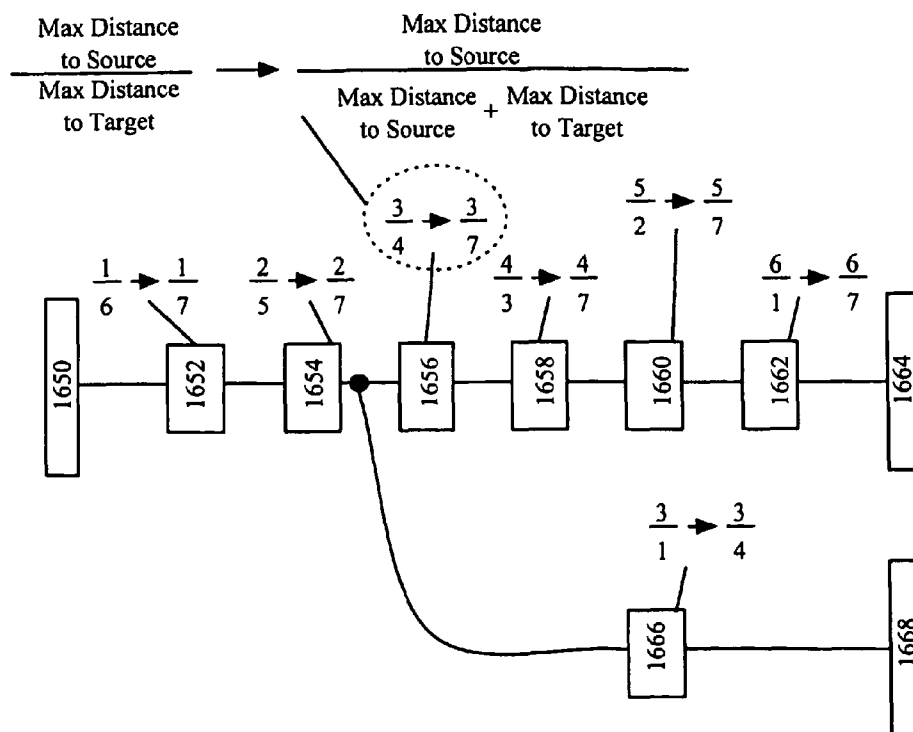 Max Distance
to Source
Max Distance
to Target
Max Distance
to Source
Max Distance
to Source
+
Max Distance
to Target
5/2 → 5/7
3/4 → 3/7
1/6 → 1/7
2/5 → 2/7
4/3 → 4/7
6/1 → 6/7
1650
1652
1654
1656
1658
1660
1662
1664
3/1 → 3/4
1666
1668